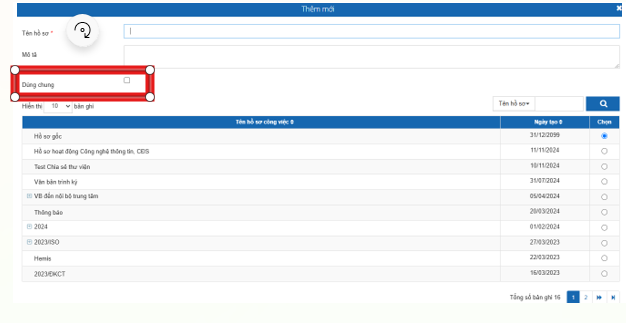 Thêm mới
Tên hồ sơ *
Mô tả
Dùng chung
Hiển thị 10 bản ghi
Tên hồ sơ
Tên hồ sơ công việc Ngày tạo Chọn
Hồ sơ gốc 31/12/2099
Hồ sơ hoạt động Công nghệ thông tin, CĐS 11/11/2024
Test Chia sẻ thư viện 10/11/2024
Văn bản trình ký 31/07/2024
VB đến nội bộ trung tâm 05/04/2024
Thông báo 20/03/2024
2024 01/02/2024
2023/ISO 27/03/2023
Hemis 22/03/2023
2023/ĐKCT 16/03/2023
Tổng số bản ghi 16 1 2